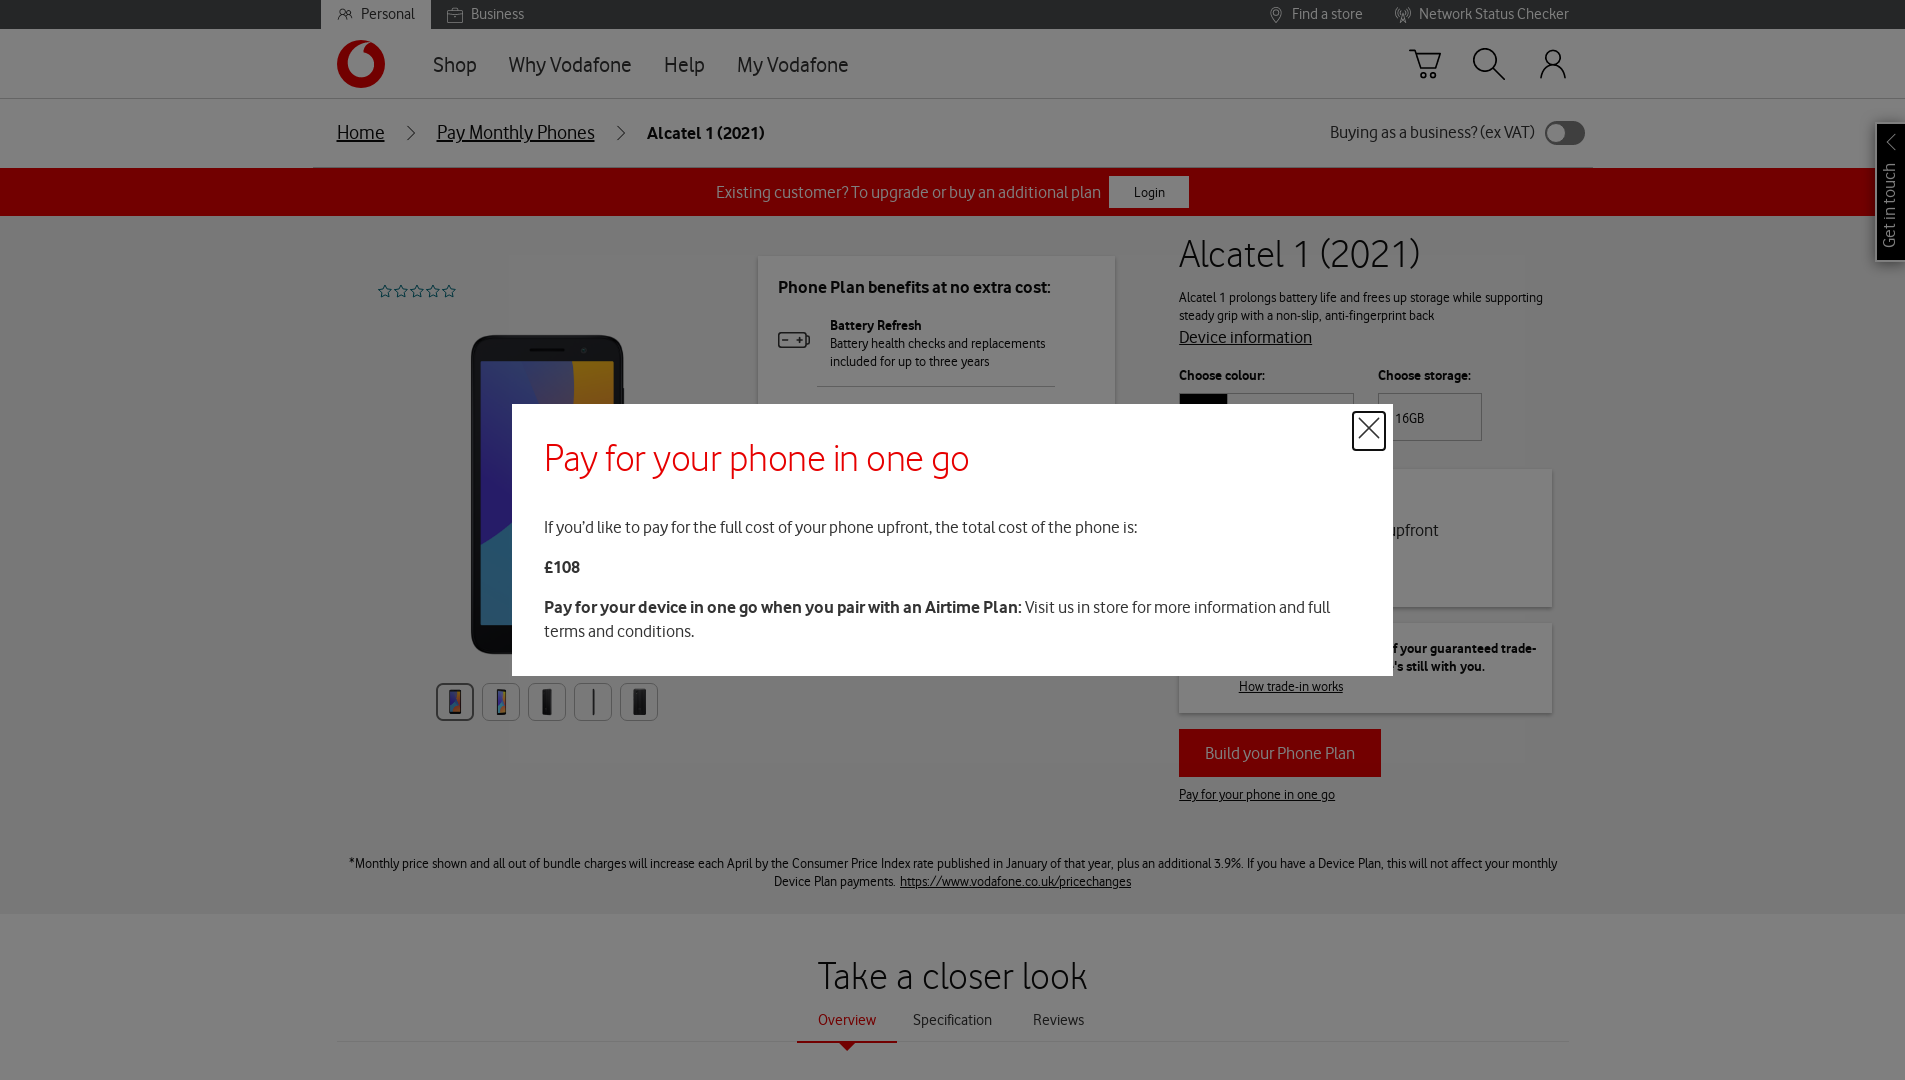 Personal
Business
Find a store
Network Status Checker
Shop
Why Vodafone
Help
My Vodafone
Home
Pay Monthly Phones
Alcatel 1 (2021)
Buying as a business? (ex VAT)
Get in touch
Existing customer? To upgrade or buy an additional plan
Login
Phone Plan benefits at no extra cost:
Battery Refresh
Battery health checks and replacements
included for up to three years
Alcatel 1 (2021)
Alcatel 1 prolongs battery life and frees up storage while supporting
steady grip with a non-slip, anti-fingerprint back
Device information
Choose colour:
Choose storage:
16GB
Pay for your phone in one go
If you’d like to pay for the full cost of your phone upfront, the total cost of the phone is:
£108
Pay for your device in one go when you pair with an Airtime Plan: Visit us in store for more information and full
terms and conditions.
upfront
your guaranteed trade-
still with you.
How trade-in works
Build your Phone Plan
Pay for your phone in one go
*Monthly price shown and all out of bundle charges will increase each April by the Consumer Price Index rate published in January of that year, plus an additional 3.9%. If you have a Device Plan, this will not affect your monthly
Device Plan payments. https://www.vodafone.co.uk/pricechanges
Take a closer look
Overview
Specification
Reviews